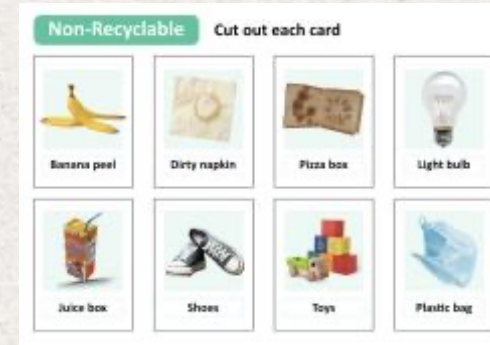 Non-Recyclable Cut out each card
Banana peel Dirty napkin Pizza box Light bulb
Juice box Shoes Toys Plastic bag